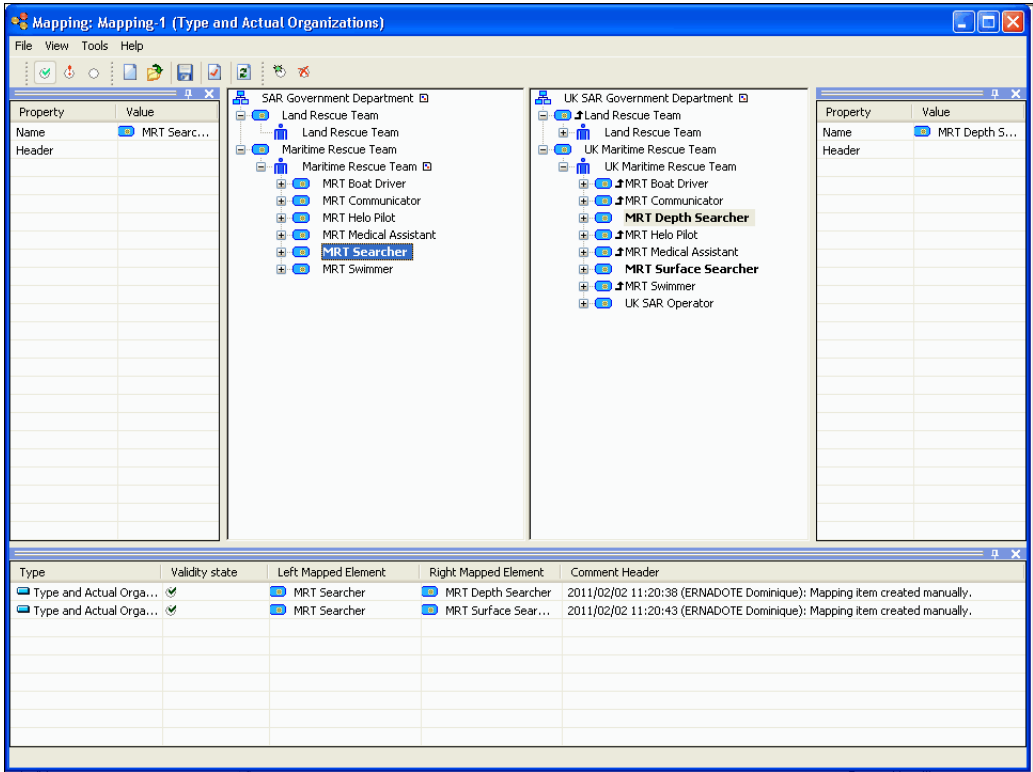 Mapping: Mapping-1 (Type and Actual Organizations)
File View Tools Help
Property Value
Name MRT Searc...
Header
SAR Government Department
Land Rescue Team
Land Rescue Team
Maritime Rescue Team
Maritime Rescue Team
MRT Boat Driver
MRT Communicator
MRT Helo Pilot
MRT Medical Assistant
MRT Searcher
MRT Swimmer
UK SAR Government Department
Land Rescue Team
Land Rescue Team
UK Maritime Rescue Team
UK Maritime Rescue Team
MRT Boat Driver
MRT Communicator
MRT Depth Searcher
MRT Helo Pilot
MRT Medical Assistant
MRT Surface Searcher
MRT Swimmer
UK SAR Operator
Property Value
Name MRT Depth S...
Header
Type Validity state Left Mapped Element Right Mapped Element Comment Header
Type and Actual Orga... MRT Searcher MRT Depth Searcher 2011/02/02 11:20:38 (ERNADOTE Dominique): Mapping item created manually.
Type and Actual Orga... MRT Searcher MRT Surface Sear... 2011/02/02 11:20:43 (ERNADOTE Dominique): Mapping item created manually.